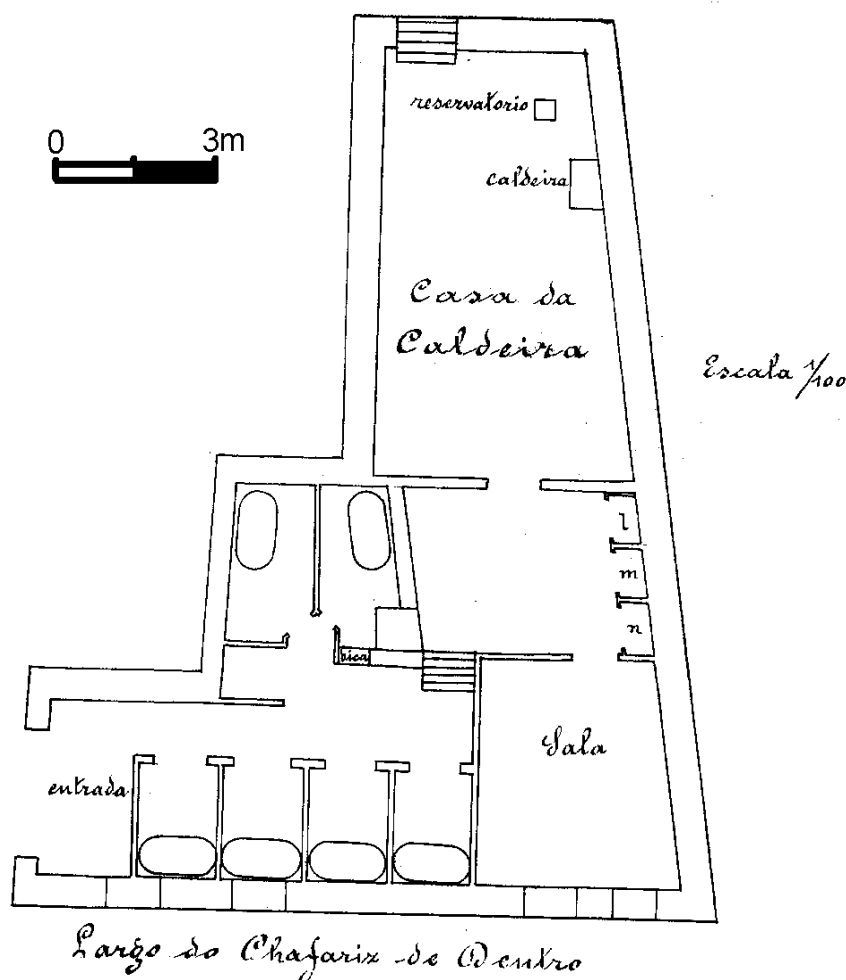 reservatorio
0 3m
caldeira
Casa da
Caldeira
Escala 1/100
l
m
n
bica
Sala
entrada
Largo do Chafariz de Dentro